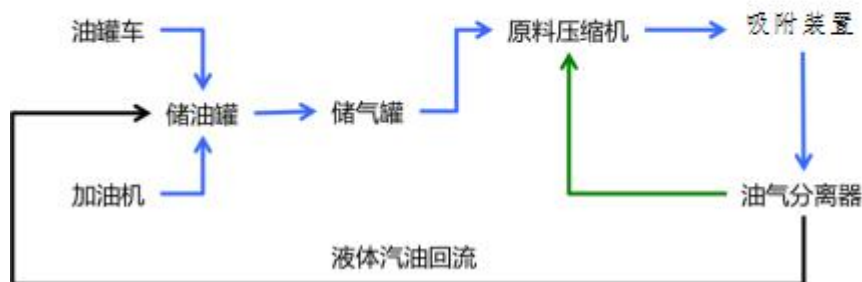 油罐车
原料压缩机
吸附装置
储油罐
储气罐
加油机
油气分离器
液体汽油回流